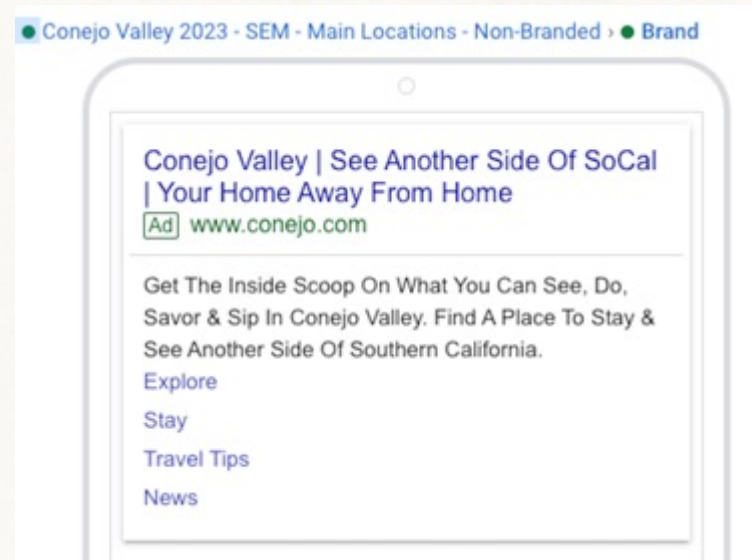 Conejo Valley 2023 - SEM - Main Locations - Non-Branded › Brand
Conejo Valley | See Another Side Of SoCal
| Your Home Away From Home
Ad www.conejo.com
Get The Inside Scoop On What You Can See, Do,
Savor & Sip In Conejo Valley. Find A Place To Stay &
See Another Side Of Southern California.
Explore
Stay
Travel Tips
News